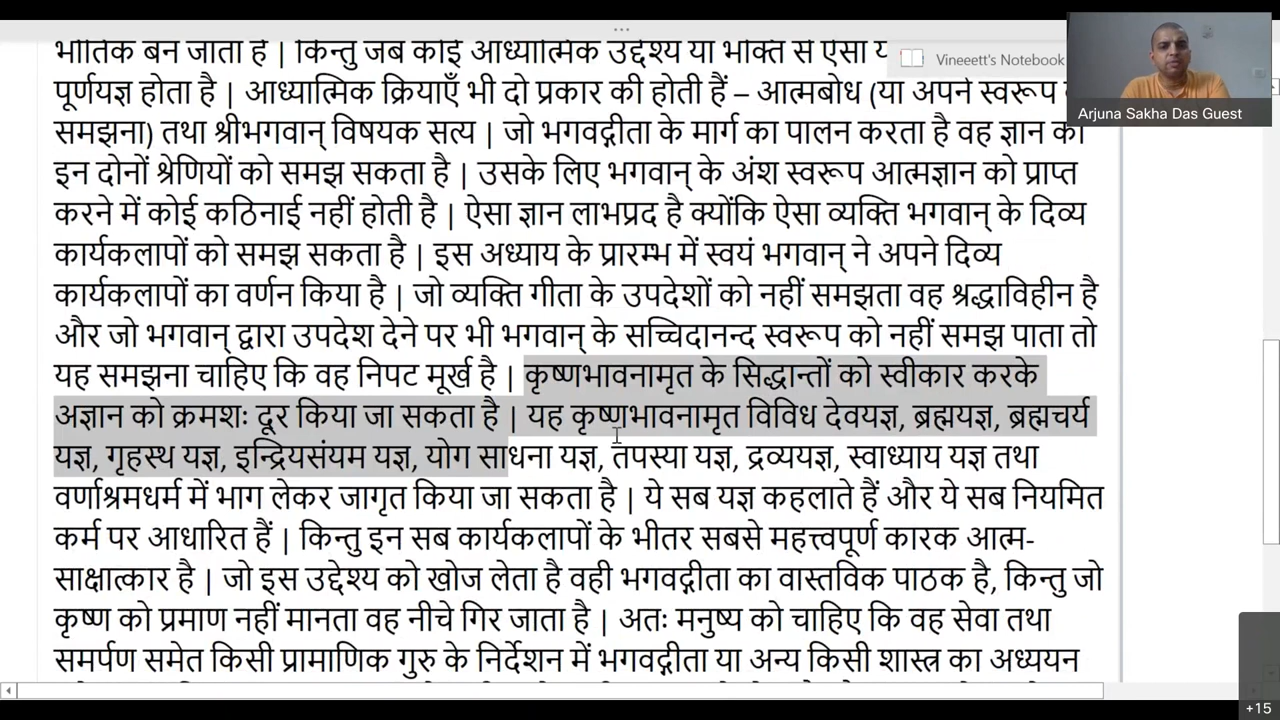 भौतिक बन जाता है | किन्तु जब कोई आध्यात्मिक उद्देश्य या भक्ति से ऐसा
Vineeett's Notebook
पूर्णयज्ञ होता है | आध्यात्मिक क्रियाएँ भी दो प्रकार की होती हैं – आत्मबोध (या अपने स्वरूप
Arjuna Sakha Das Guest
समझना) तथा श्रीभगवान् विषयक सत्य | जो भगवद्गीता के मार्ग का पालन करता है वह ज्ञान की
इन दोनों श्रेणियों को समझ सकता है | उसके लिए भगवान् के अंश स्वरूप आत्मज्ञान को प्राप्त
करने में कोई कठिनाई नहीं होती है | ऐसा ज्ञान लाभप्रद है क्योंकि ऐसा व्यक्ति भगवान् के दिव्य
कार्यकलापों को समझ सकता है | इस अध्याय के प्रारम्भ में स्वयं भगवान् ने अपने दिव्य
कार्यकलापों का वर्णन किया है | जो व्यक्ति गीता के उपदेशों को नहीं समझता वह श्रद्धाविहीन है
और जो भगवान् द्वारा उपदेश देने पर भी भगवान् के सच्चिदानन्द स्वरूप को नहीं समझ पाता तो
यह समझना चाहिए कि वह निपट मूर्ख है | कृष्णभावनामृत के सिद्धान्तों को स्वीकार करके
अज्ञान को क्रमशः दूर किया जा सकता है | यह कृष्णभावनामृत विविध देवयज्ञ, ब्रह्मयज्ञ, ब्रह्मचर्य
यज्ञ, गृहस्थ यज्ञ, इन्द्रियसंयम यज्ञ, योग साधना यज्ञ, तपस्या यज्ञ, द्रव्ययज्ञ, स्वाध्याय यज्ञ तथा
वर्णाश्रमधर्म में भाग लेकर जागृत किया जा सकता है | ये सब यज्ञ कहलाते हैं और ये सब नियमित
कर्म पर आधारित हैं | किन्तु इन सब कार्यकलापों के भीतर सबसे महत्त्वपूर्ण कारक आत्म-
साक्षात्कार है | जो इस उद्देश्य को खोज लेता है वही भगवद्गीता का वास्तविक पाठक है, किन्तु जो
कृष्ण को प्रमाण नहीं मानता वह नीचे गिर जाता है | अतः मनुष्य को चाहिए कि वह सेवा तथा
समर्पण समेत किसी प्रामाणिक गुरु के निर्देशन में भगवद्गीता या अन्य किसी शास्त्र का अध्ययन
+15